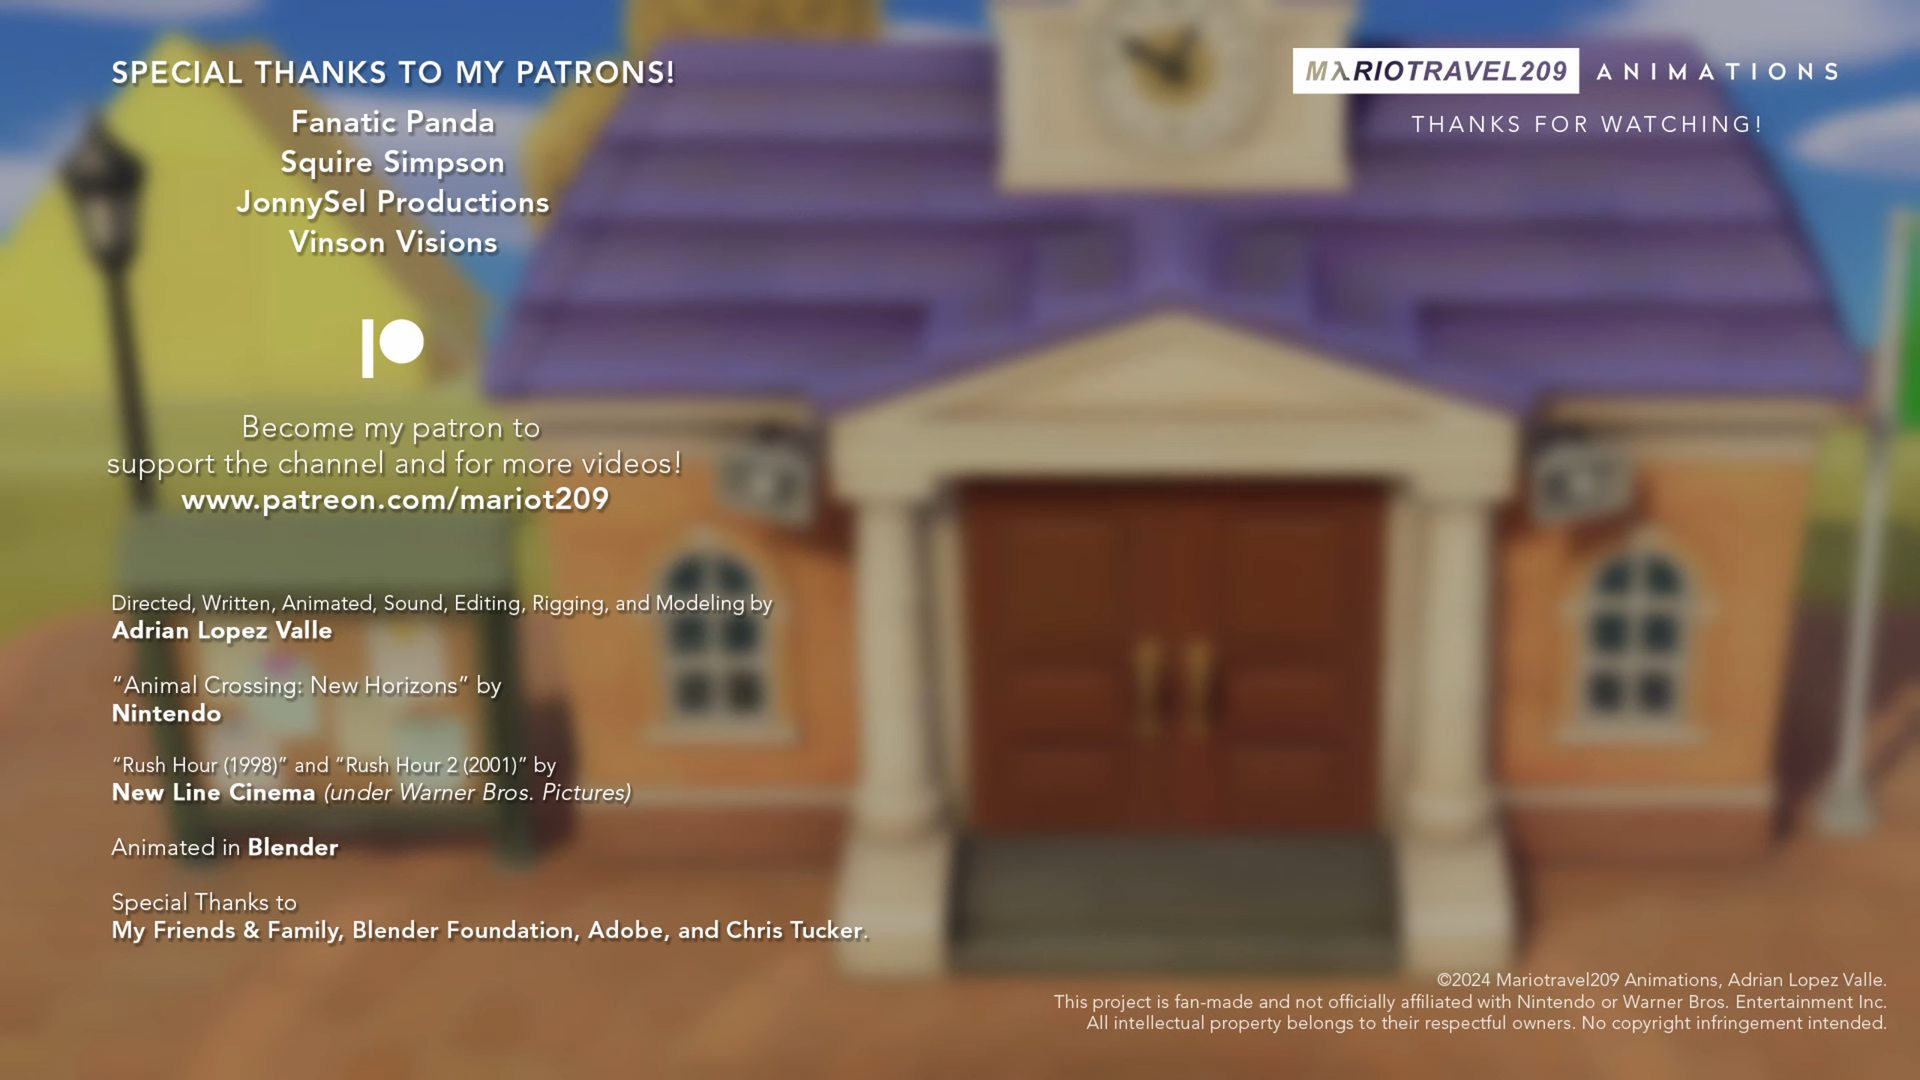 SPECIAL THANKS TO MY PATRONS!
Fanatic Panda
Squire Simpson
JonnySel Productions
Vinson Visions
Become my patron to
support the channel and for more videos!
www.patreon.com/mariot209
Directed, Written, Animated, Sound, Editing, Rigging, and Modeling by
Adrian Lopez Valle
“Animal Crossing: New Horizons” by
Nintendo
“Rush Hour (1998)” and “Rush Hour 2 (2001)” by
New Line Cinema (under Warner Bros. Pictures)
Animated in Blender
Special Thanks to
My Friends & Family, Blender Foundation, Adobe, and Chris Tucker.
MλRIOTRAVEL209 ANIMATIONS
THANKS FOR WATCHING!
©2024 Mariotravel209 Animations, Adrian Lopez Valle.
This project is fan-made and not officially affiliated with Nintendo or Warner Bros. Entertainment Inc.
All intellectual property belongs to their respectful owners. No copyright infringement intended.